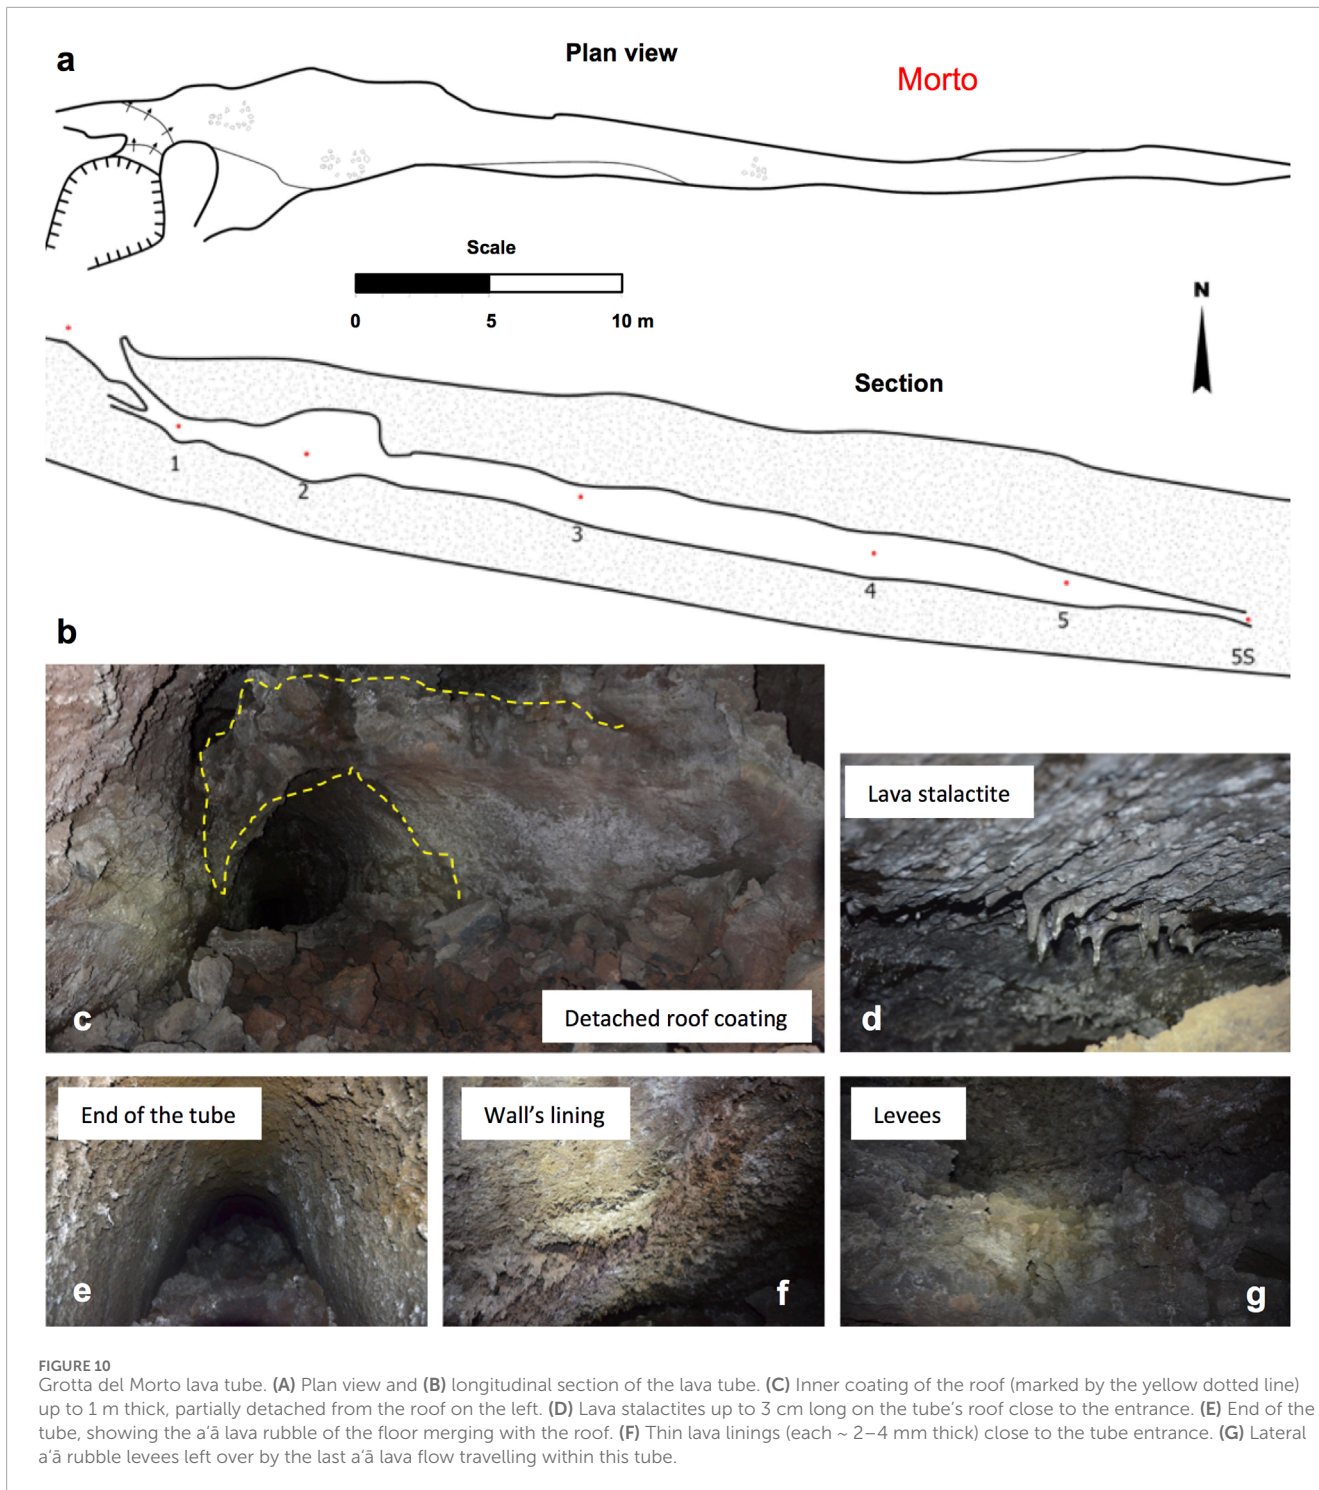 a
Plan view
Morto
Scale
0 5 10 m
N
Section
1
2
3
4
5
5S
b
Lava stalactite
c
Detached roof coating
d
End of the tube
Wall's lining
Levees
e
f
g
FIGURE 10
Grotta del Morto lava tube. (A) Plan view and (B) longitudinal section of the lava tube. (C) Inner coating of the roof (marked by the yellow dotted line)
up to 1 m thick, partially detached from the roof on the left. (D) Lava stalactites up to 3 cm long on the tube's roof close to the entrance. (E) End of the
tube, showing the a'ā lava rubble of the floor merging with the roof. (F) Thin lava linings (each ~ 2–4 mm thick) close to the tube entrance. (G) Lateral
a'ā rubble levees left over by the last a'ā lava flow travelling within this tube.